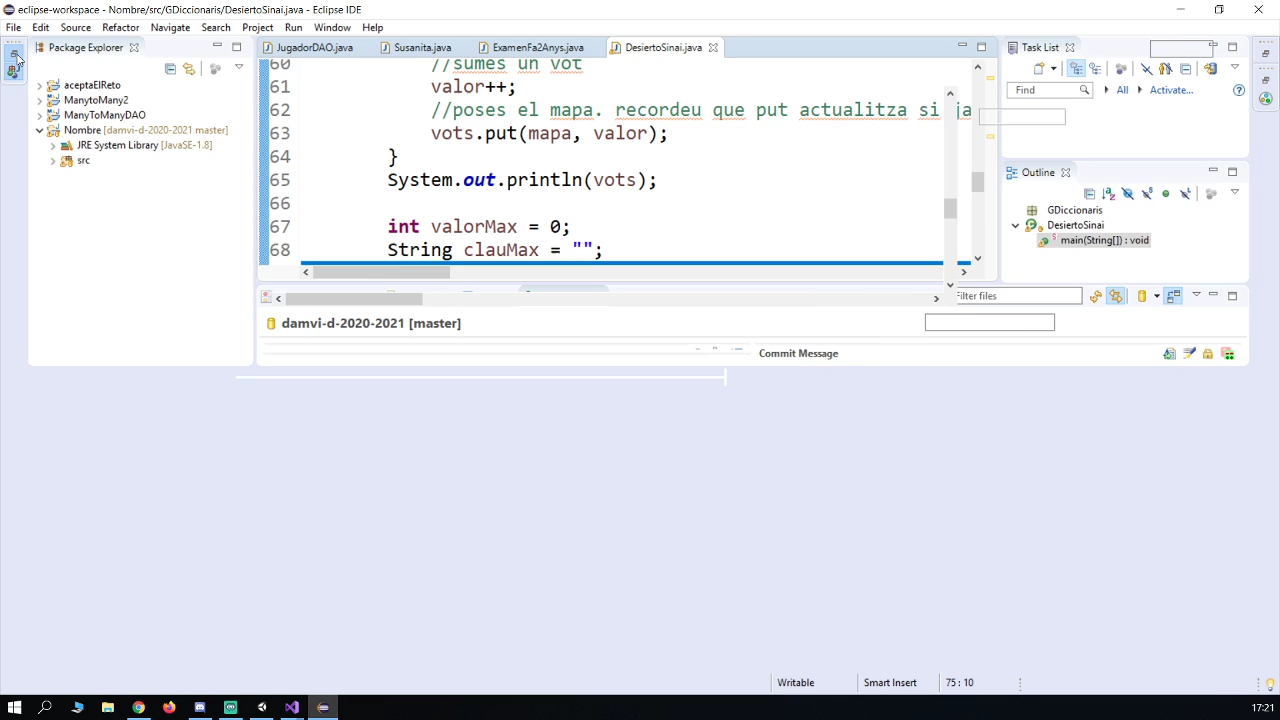 eclipse-workspace - Nombre/src/GDiccionaris/DesiertoSinai.java - Eclipse IDE
File Edit Source Refactor Navigate Search Project Run Window Help
Package Explorer
JugadorDAO.java Susanita.java ExamenFa2Anys.java DesiertoSinai.java
Task List
Find All Activate...
aceptaElReto
ManytoMany2
ManyToManyDAO
Nombre [damvi-d-2020-2021 master]
JRE System Library [JavaSE-1.8]
src
60 //sumes un vot
61 valor++;
62 //poses el mapa. recordeu que put actualitza si ja
63 vots.put(mapa, valor);
64 }
65 System.out.println(vots);
66
67 int valorMax = 0;
68 String clauMax = "";
Outline
GDiccionaris
DesiertoSinai
main(String[]) : void
Filter files
damvi-d-2020-2021 [master]
Commit Message
Writable Smart Insert 75 : 10
17:21